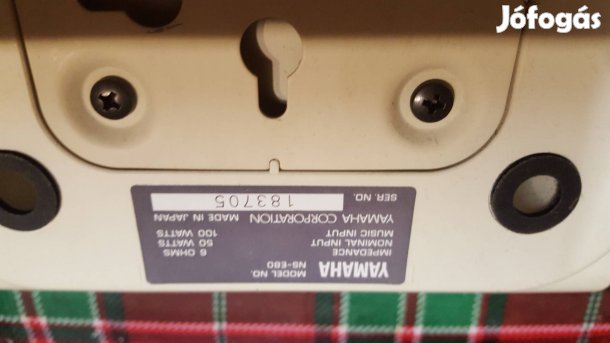 Jófogás
YAMAHA MODEL NO. NS-E80
IMPEDANCE 6 OHMS
NOMINAL INPUT 50 WATTS
MUSIC INPUT 100 WATTS
YAMAHA CORPORATION MADE IN JAPAN
SER. NO. 183705